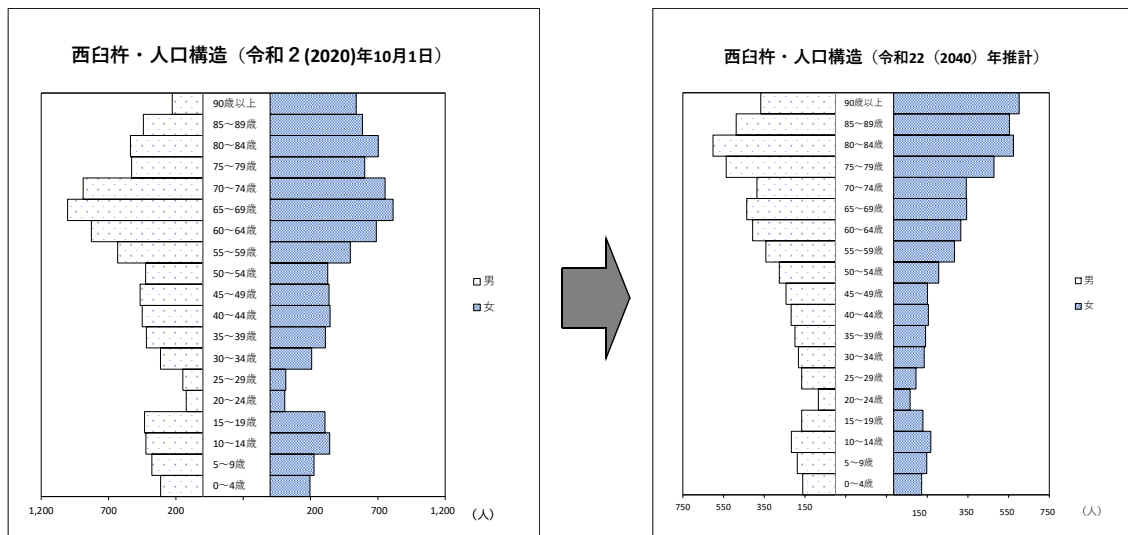 西臼杵・人口構造（令和２(2020)年10月1日）
90歳以上
85～89歳
80～84歳
75～79歳
70～74歳
65～69歳
60～64歳
55～59歳
50～54歳
45～49歳
40～44歳
35～39歳
30～34歳
25～29歳
20～24歳
15～19歳
10～14歳
5～9歳
0～4歳
1,200 700 200 200 700 1,200
(人)
男
女
西臼杵・人口構造（令和22（2040）年推計）
90歳以上
85～89歳
80～84歳
75～79歳
70～74歳
65～69歳
60～64歳
55～59歳
50～54歳
45～49歳
40～44歳
35～39歳
30～34歳
25～29歳
20～24歳
15～19歳
10～14歳
5～9歳
0～4歳
750 350 150 150 350 750
（人）
男
女